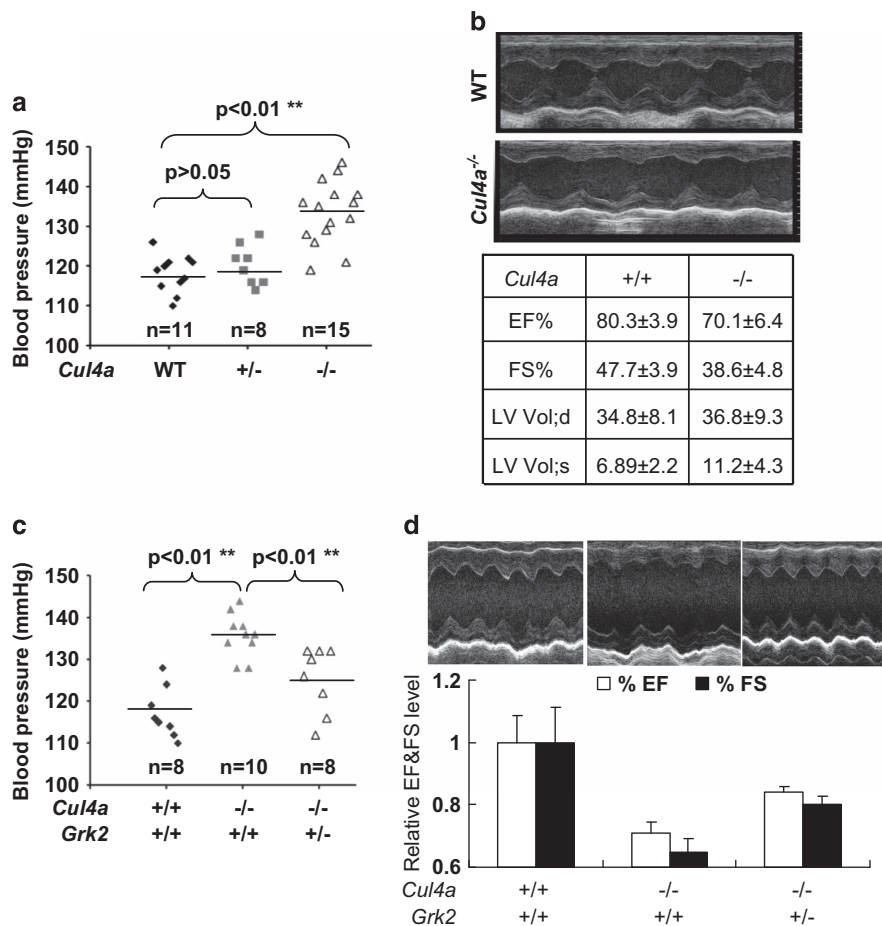 a
p<0.01 **
p>0.05
Blood pressure (mmHg)
150
140
130
120
110
100
n=11 n=8 n=15
Cul4a WT +/- -/-
b
WT
Cul4a-/-
Cul4a +/+ -/-
EF% 80.3±3.9 70.1±6.4
FS% 47.7±3.9 38.6±4.8
LV Vol;d 34.8±8.1 36.8±9.3
LV Vol;s 6.89±2.2 11.2±4.3
c
p<0.01 ** p<0.01 **
Blood pressure (mmHg)
150
140
130
120
110
100
n=8 n=10 n=8
Cul4a +/+ -/- -/-
Grk2 +/+ +/+ +/-
d
% EF % FS
Relative EF&FS level
1.2
1
0.8
0.6
Cul4a +/+ -/- -/-
Grk2 +/+ +/+ +/-